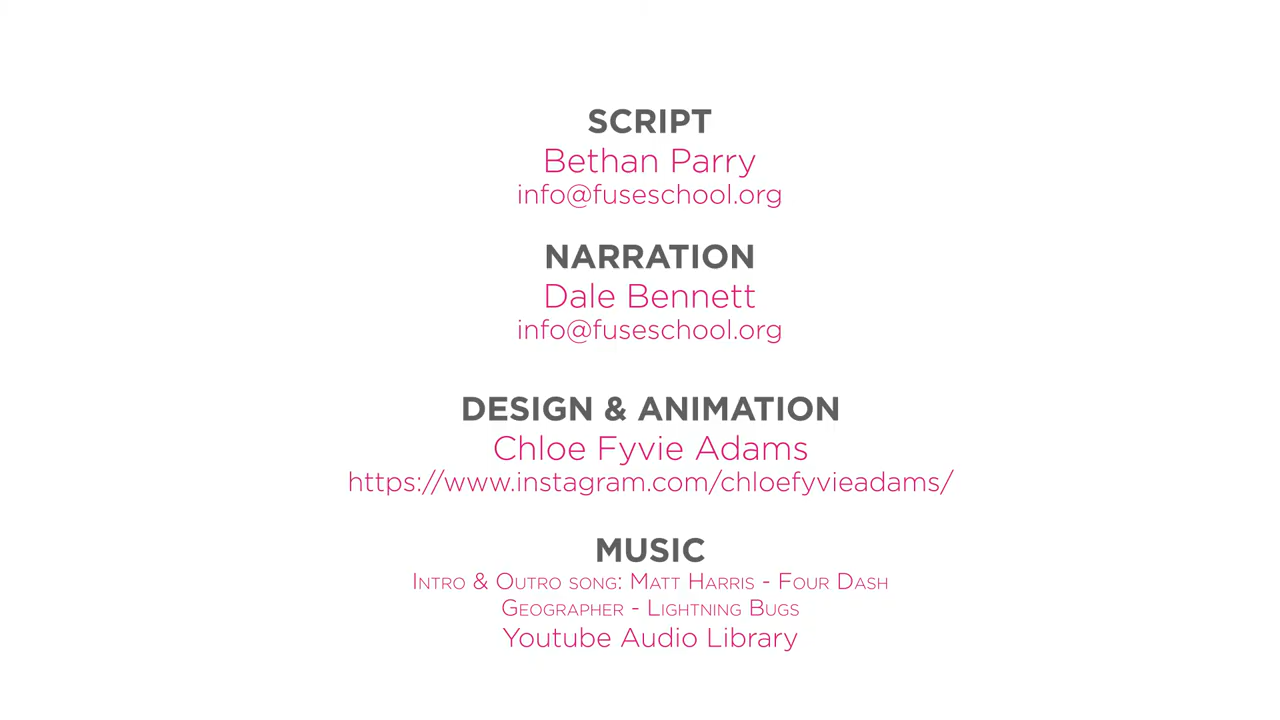 SCRIPT
Bethan Parry
info@fuseschool.org
NARRATION
Dale Bennett
info@fuseschool.org
DESIGN & ANIMATION
Chloe Fyvie Adams
https://www.instagram.com/chloefyvieadams/
MUSIC
Intro & Outro song: Matt Harris - Four Dash
Geographer - Lightning Bugs
Youtube Audio Library